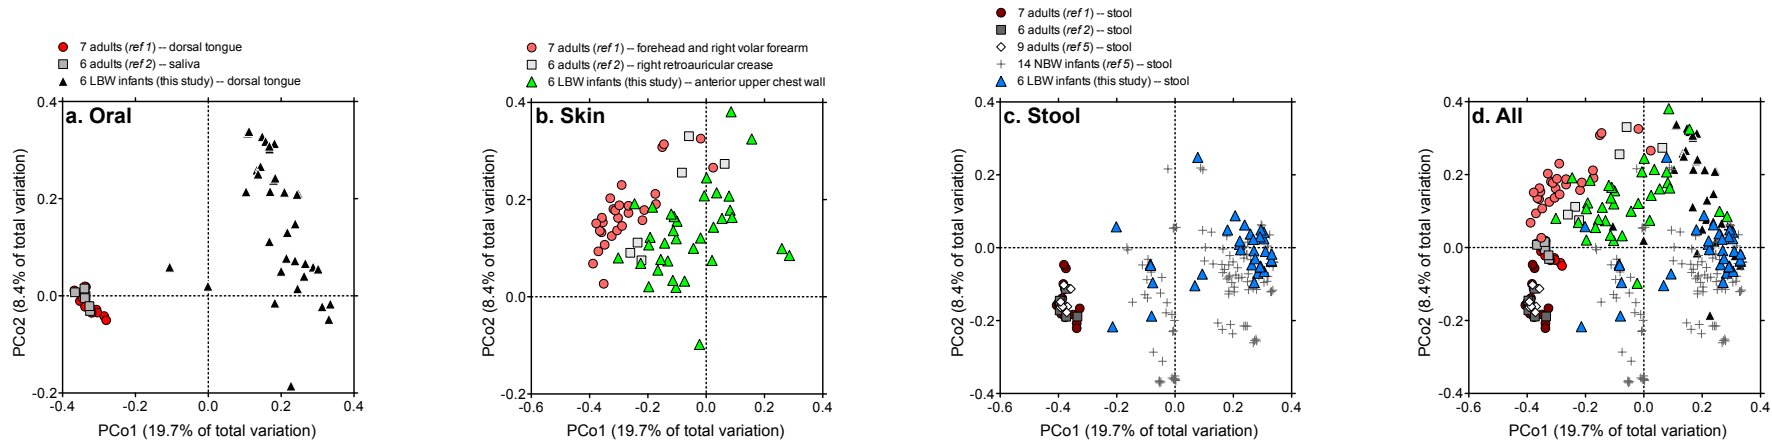 7 adults (ref 1) -- dorsal tongue
6 adults (ref 2) -- saliva
6 LBW infants (this study) -- dorsal tongue
a. Oral
0.4
0.2
0.0
-0.2
PCo2 (8.4% of total variation)
-0.4 -0.2 0.0 0.2 0.4
PCo1 (19.7% of total variation)
7 adults (ref 1) -- forehead and right volar forearm
6 adults (ref 2) -- right retroauricular crease
6 LBW infants (this study) -- anterior upper chest wall
b. Skin
0.4
0.2
0.0
-0.2
PCo2 (8.4% of total variation)
-0.6 -0.4 -0.2 0.0 0.2 0.4
PCo1 (19.7% of total variation)
7 adults (ref 1) -- stool
6 adults (ref 2) -- stool
9 adults (ref 5) -- stool
14 NBW infants (ref 5) -- stool
6 LBW infants (this study) -- stool
c. Stool
0.4
0.2
0.0
-0.2
-0.4
PCo2 (8.4% of total variation)
-0.6 -0.4 -0.2 0.0 0.2 0.4
PCo1 (19.7% of total variation)
d. All
0.4
0.2
0.0
-0.2
-0.4
PCo2 (8.4% of total variation)
-0.6 -0.4 -0.2 0.0 0.2 0.4
PCo1 (19.7% of total variation)